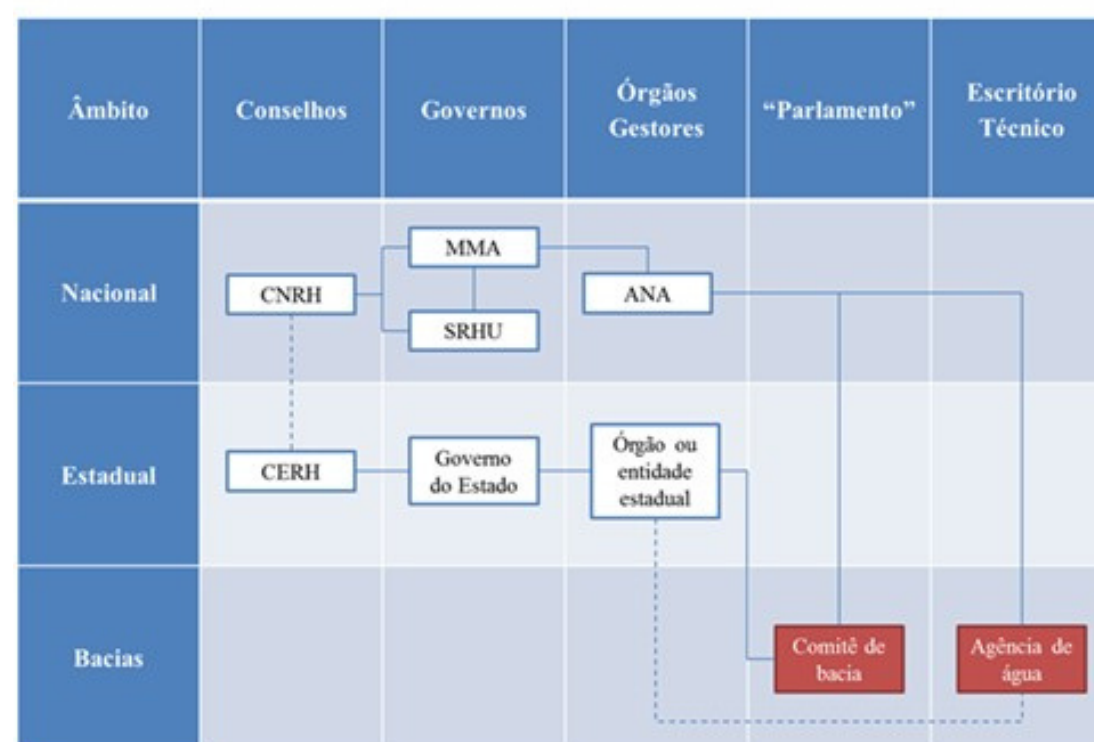 Âmbito
Conselhos
Governos
Órgãos
Gestores
“Parlamento”
Escritório
Técnico
Nacional
CNRH
MMA
SRHU
ANA
Estadual
CERH
Governo
do Estado
Órgão ou
entidade
estadual
Bacias
Comitê de
bacia
Agência de
água